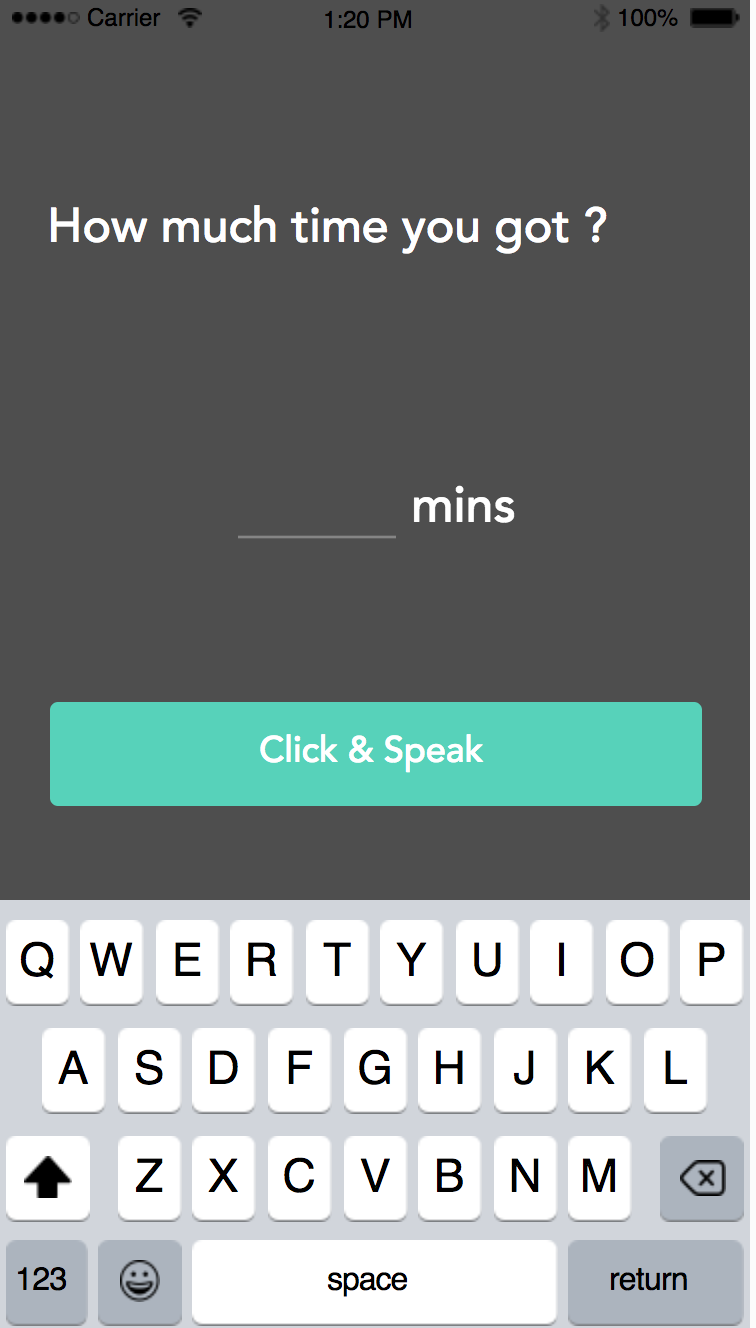 Carrier 1:20 PM 100%
How much time you got ?
mins
Click & Speak
Q W E R T Y U I O P
A S D F G H J K L
Z X C V B N M
123 space return